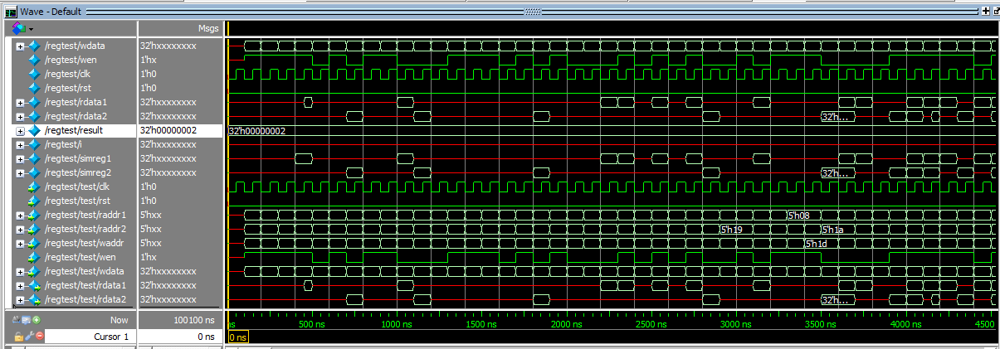 Wave - Default
Msgs
/regtest/wdata 32'hxxxxxxxx
/regtest/wen 1'hx
/regtest/clk 1'h0
/regtest/rst 1'h0
/regtest/rdata1 32'hxxxxxxxx
/regtest/rdata2 32'hxxxxxxxx 32'h...
/regtest/result 32'h00000002 32'h00000002
/regtest/i 32'hxxxxxxxx
/regtest/simreg1 32'hxxxxxxxx
/regtest/simreg2 32'hxxxxxxxx 32'h...
/regtest/test/clk 1'h0
/regtest/test/rst 1'h0
/regtest/test/raddr1 5'hxx 5'h08
/regtest/test/raddr2 5'hxx 5'h19 5'h1a
/regtest/test/waddr 5'hxx 5'h1d
/regtest/test/wen 1'hx
/regtest/test/wdata 32'hxxxxxxxx
/regtest/test/rdata1 32'hxxxxxxxx
/regtest/test/rdata2 32'hxxxxxxxx 32'h...
Now 100100 ns ns 500 ns 1000 ns 1500 ns 2000 ns 2500 ns 3000 ns 3500 ns 4000 ns 4500
Cursor 1 0 ns 0 ns